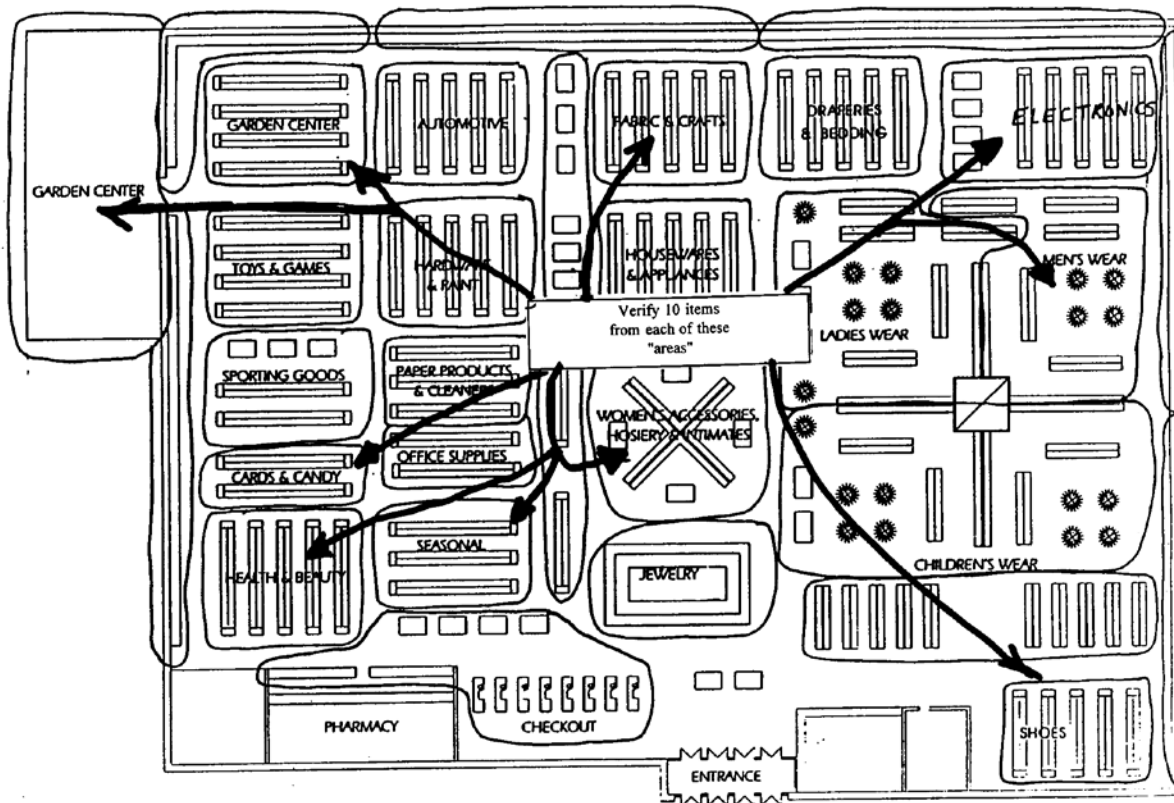 GARDEN CENTER
AUTOMOTIVE
FABRIC & CRAFTS
DRAPERIES
& BEDDING
ELECTRONICS
GARDEN CENTER
TOYS & GAMES
HARDWARE
& PAINT
HOUSEWARES
& APPLIANCES
MEN'S WEAR
Verify 10 items
from each of these
"areas"
LADIES WEAR
SPORTING GOODS
PAPER PRODUCTS
& CLEANERS
WOMEN'S ACCESSORIES,
HOSIERY & INTIMATES
CARDS & CANDY
OFFICE SUPPLIES
SEASONAL
HEALTH & BEAUTY
JEWELRY
CHILDREN'S WEAR
PHARMACY
CHECKOUT
SHOES
ENTRANCE